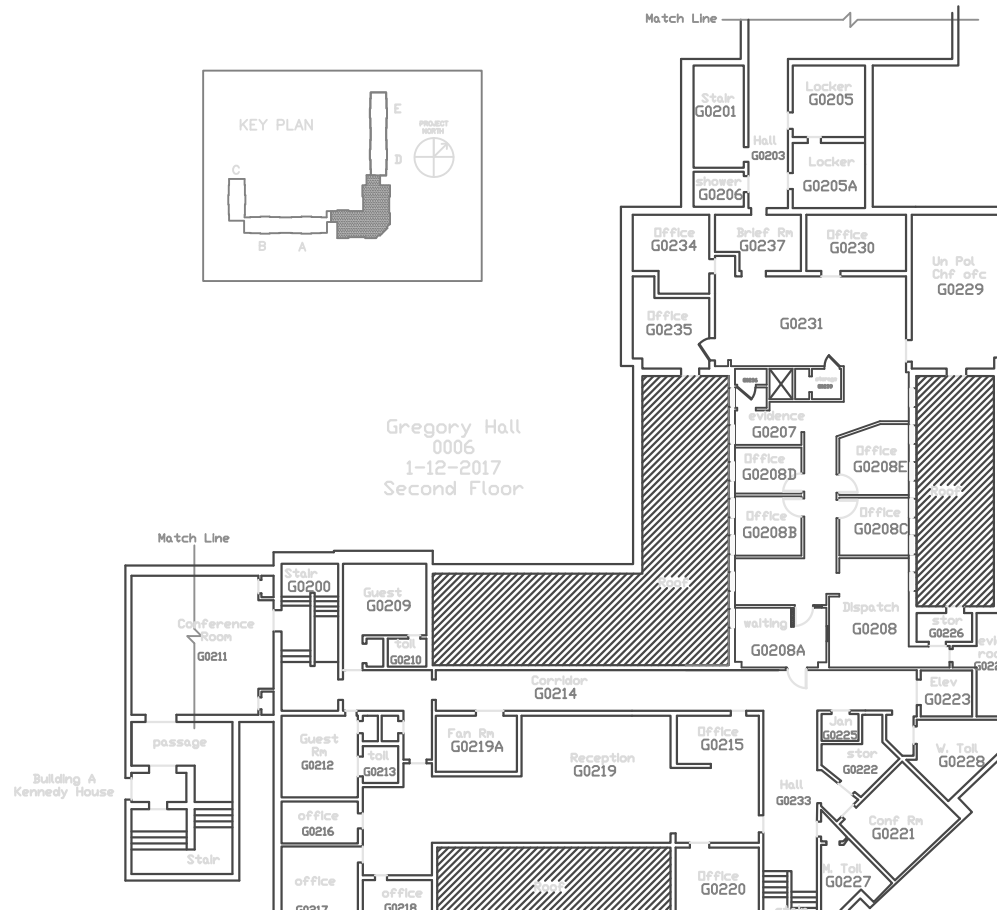 Match Line
KEY PLAN
PROJECT
NORTH
E
D
C
B
A
Stair
G0201
Locker
G0205
Hall
G0203
Locker
G0205A
shower
G0206
Office
G0234
Brief Rm
G0237
Office
G0230
Un Pol
Chf ofc
G0229
Office
G0235
G0231
storage
evidence
G0207
Office
G0208D
Office
G0208E
Office
G0208B
Office
G0208C
Roof
Roof
Gregory Hall
0006
1-12-2017
Second Floor
Match Line
Stair
G0200
Guest
G0209
Conference
Room
G0211
toil
G0210
waiting
G0208A
Dispatch
G0208
stor
G0226
Corridor
G0214
Elev
G0223
passage
Guest
Rm
G0212
toil
G0213
Fan Rm
G0219A
Reception
G0219
Office
G0215
Jan
G0225
stor
G0222
W. Toil
G0228
Hall
G0233
Building A
Kennedy House
office
G0216
Conf Rm
G0221
Stair
office
G0217
office
G0218
Roof
Office
G0220
M. Toil
G0227